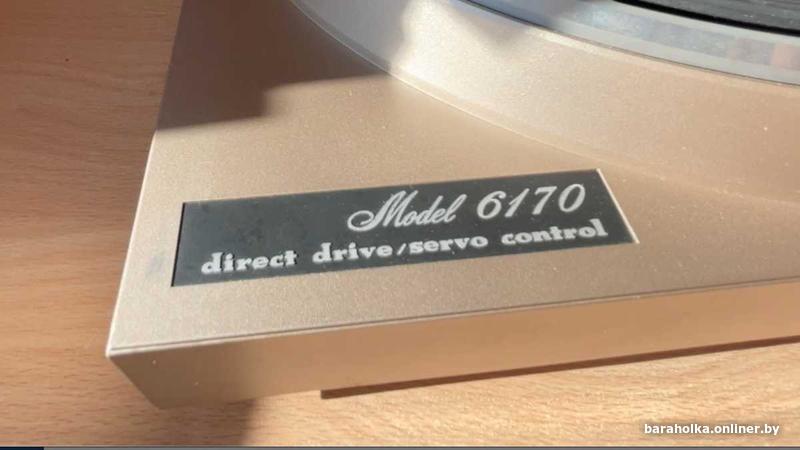 Model 6170
direct drive/servo control
baraholka.onliner.by